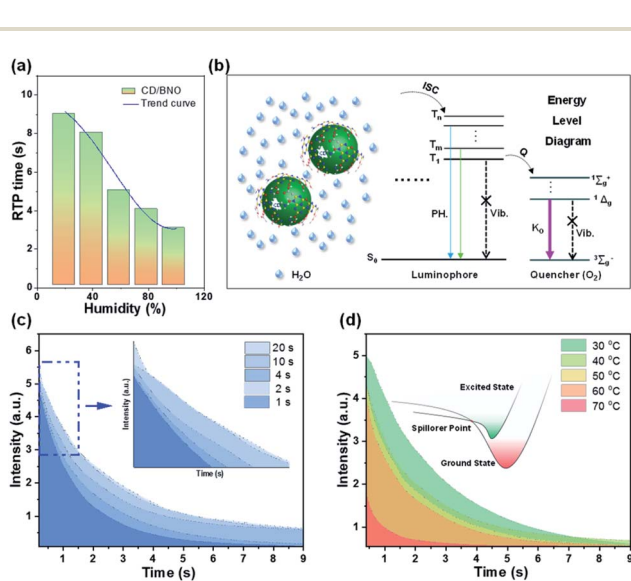 (a)
CD/BNO
Trend curve
RTP time (s)
10
8
6
4
2
0
0
40
80
120
Humidity (%)
(b)
H₂O
ISC
Tn
Tm
T₁
Q
PH.
Vib.
S₀
Luminophore
Energy
Level
Diagram
¹Σg⁺
¹Δg
K₀
Vib.
³Σg⁻
Quencher (O₂)
(c)
Intensity (a.u.)
6
5
4
3
2
1
1 2 3 4 5 6 7 8 9
Time (s)
Intensity (a.u.)
Time (s)
20 s
10 s
4 s
2 s
1 s
(d)
Intensity (a.u.)
5
4
3
2
1
1 2 3 4 5 6 7 8 9
Time (s)
30 °C
40 °C
50 °C
60 °C
70 °C
Excited State
Spillorer Point
Ground State